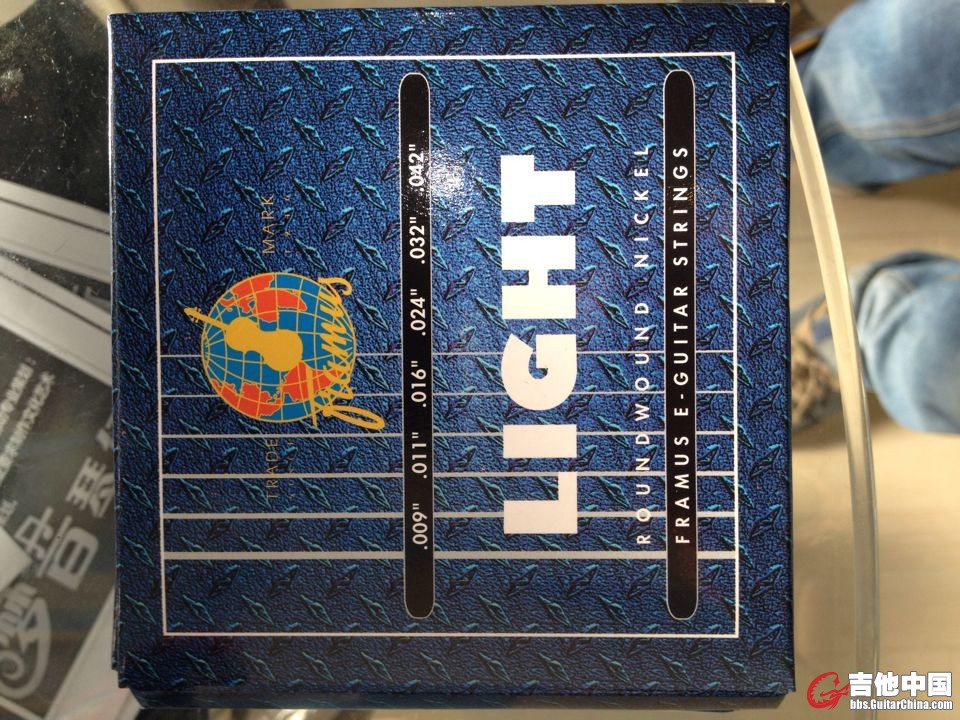 TRADE MARK
Framus
.009" .011" .016" .024" .032" .042"
LIGHT
ROUNDWOUND NICKEL
FRAMUS E-GUITAR STRINGS
吉他中国
bbs.GuitarChina.com